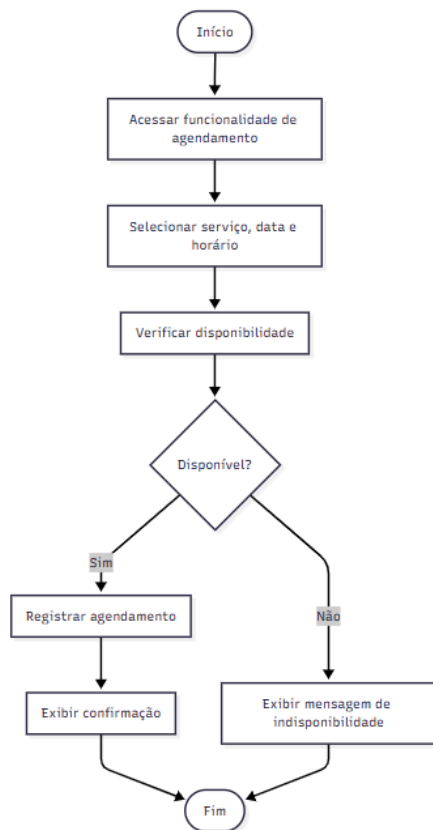 Início
Acessar funcionalidade de
agendamento
Selecionar serviço, data e
horário
Verificar disponibilidade
Disponível?
Sim
Registrar agendamento
Não
Exibir confirmação
Exibir mensagem de
indisponibilidade
Fim